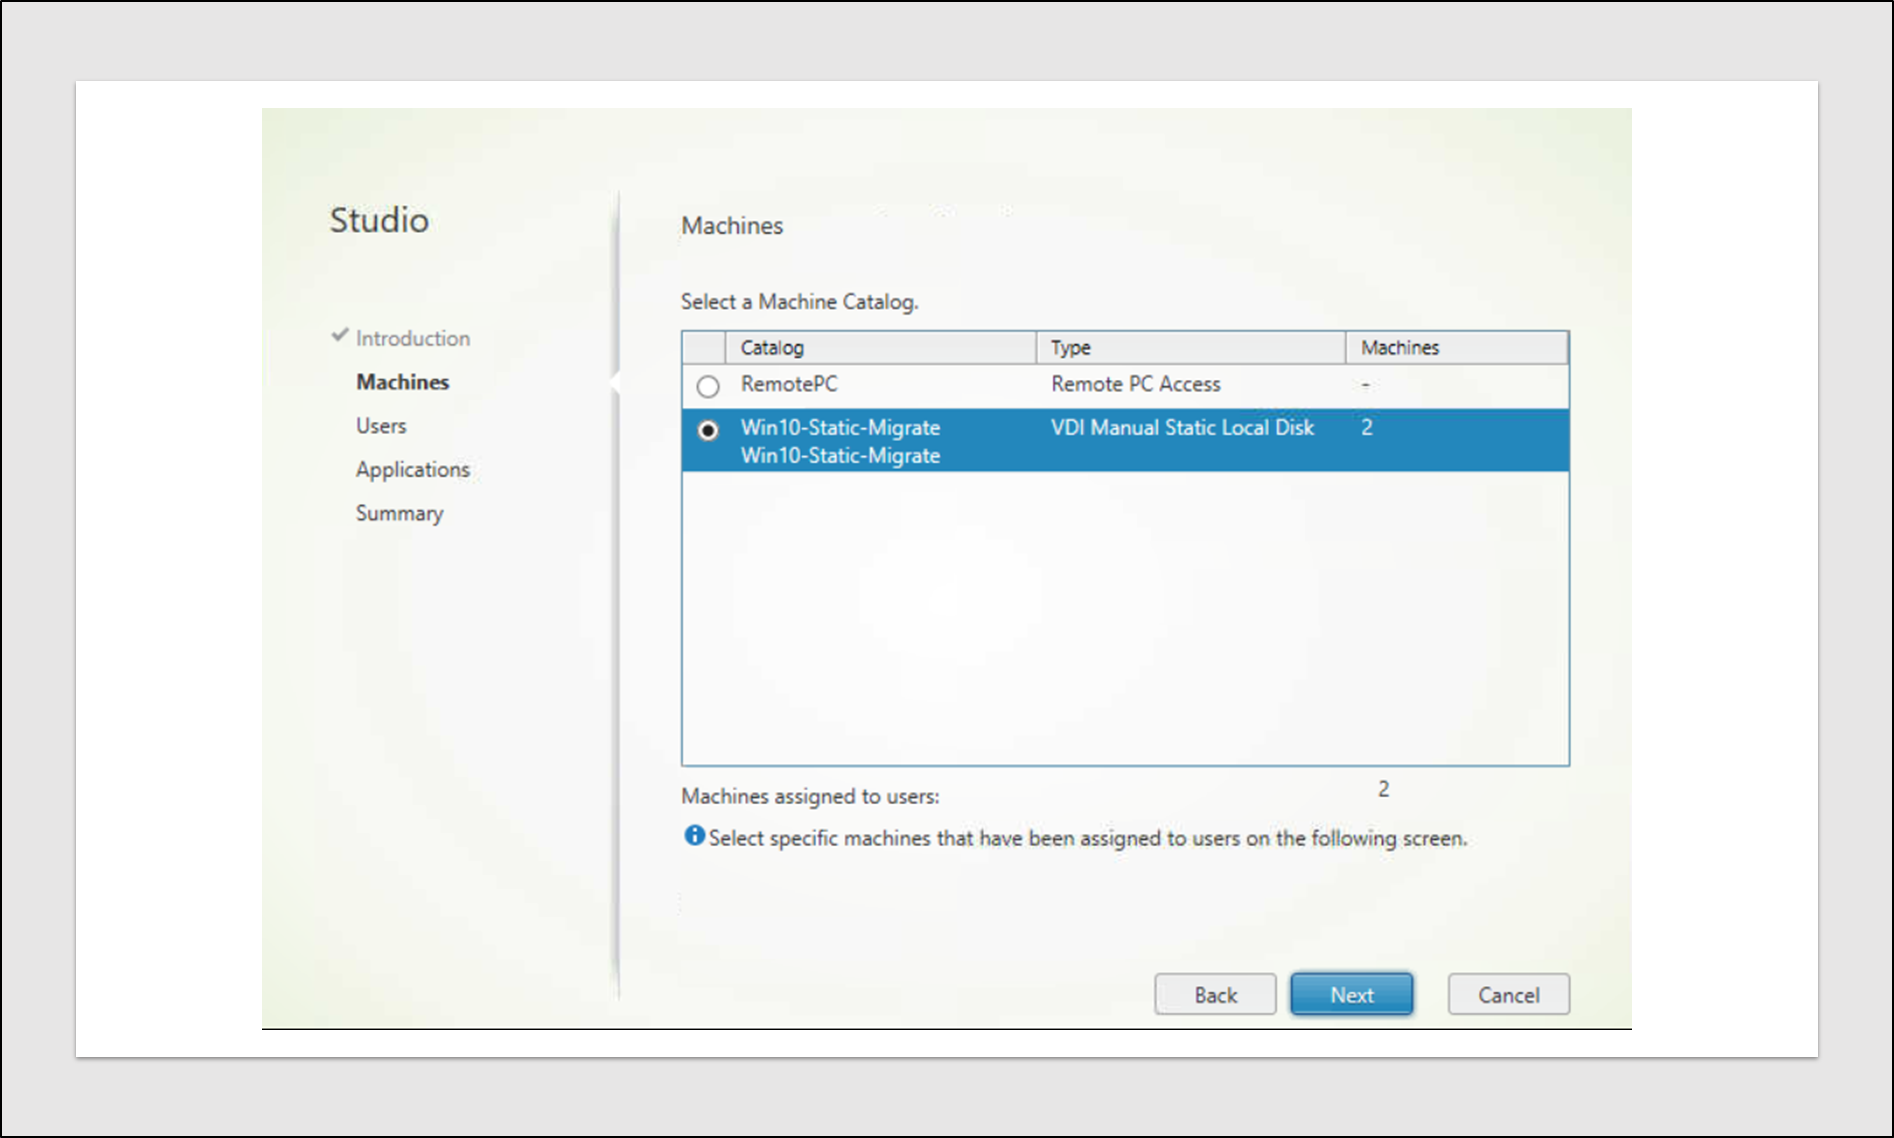 Studio
Introduction
Machines
Users
Applications
Summary
Machines
Select a Machine Catalog.
Catalog Type Machines
RemotePC Remote PC Access -
Win10-Static-Migrate VDI Manual Static Local Disk 2
Win10-Static-Migrate
Machines assigned to users: 2
Select specific machines that have been assigned to users on the following screen.
Back Next Cancel